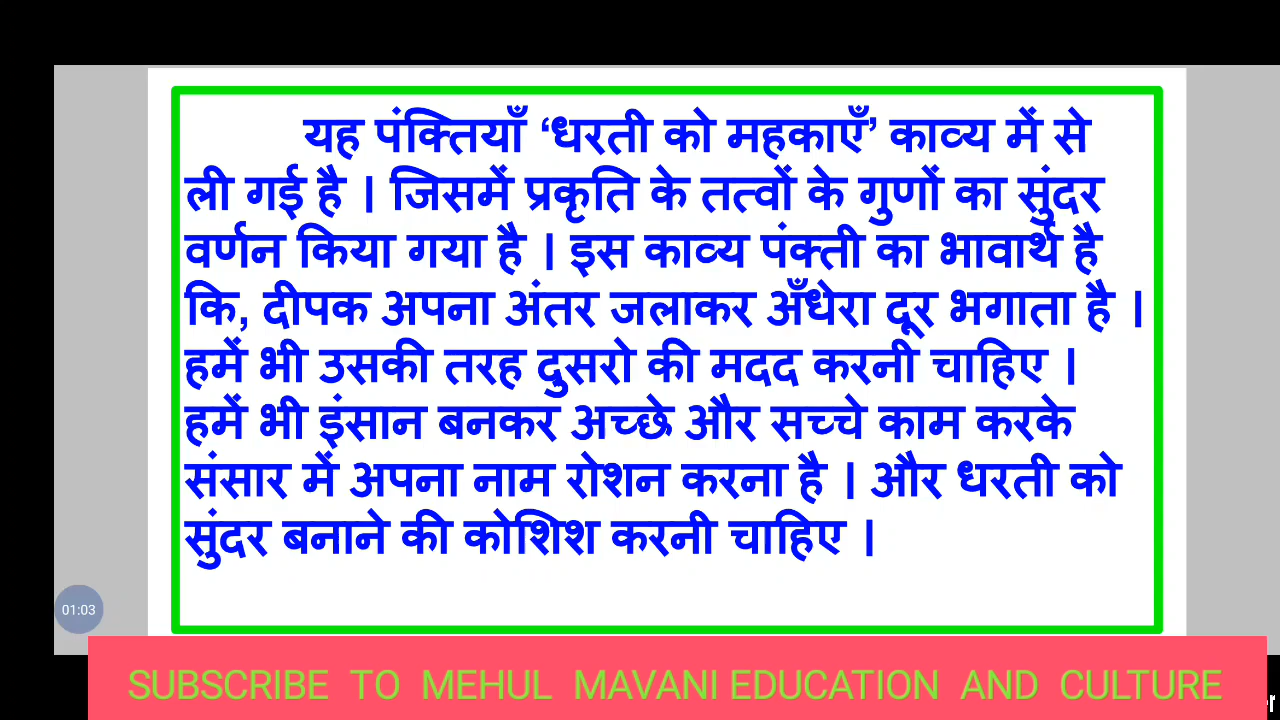 यह पंक्तियाँ ‘धरती को महकाएँ’ काव्य में से
ली गई है । जिसमें प्रकृति के तत्वों के गुणों का सुंदर
वर्णन किया गया है । इस काव्य पंक्ती का भावार्थ है
कि, दीपक अपना अंतर जलाकर अँधेरा दूर भगाता है ।
हमें भी उसकी तरह दुसरो की मदद करनी चाहिए ।
हमें भी इंसान बनकर अच्छे और सच्चे काम करके
संसार में अपना नाम रोशन करना है । और धरती को
सुंदर बनाने की कोशिश करनी चाहिए ।
01:03
SUBSCRIBE TO MEHUL MAVANI EDUCATION AND CULTURE